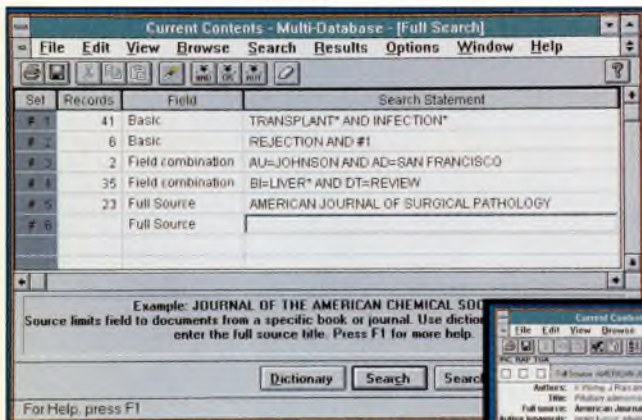 Current Contents - Multi-Database - [Full Search]
File Edit View Browse Search Results Options Window Help
Set Records Field Search Statement
# 1 41 Basic TRANSPLANT* AND INFECTION*
# 2 6 Basic REJECTION AND #1
# 3 2 Field combination AU=JOHNSON AND AD=SAN FRANCISCO
# 4 35 Field combination BI=LIVER* AND DT=REVIEW
# 5 23 Full Source AMERICAN JOURNAL OF SURGICAL PATHOLOGY
# 6 Full Source
Example: JOURNAL OF THE AMERICAN CHEMICAL SOC
Source limits field to documents from a specific book or journal. Use diction
enter the full source title. Press F1 for more help.
Dictionary Search Searc
For Help, press F1
Current Conten
File Edit View Browse
Full Source
Authors:
Title:
Full source: American Journ